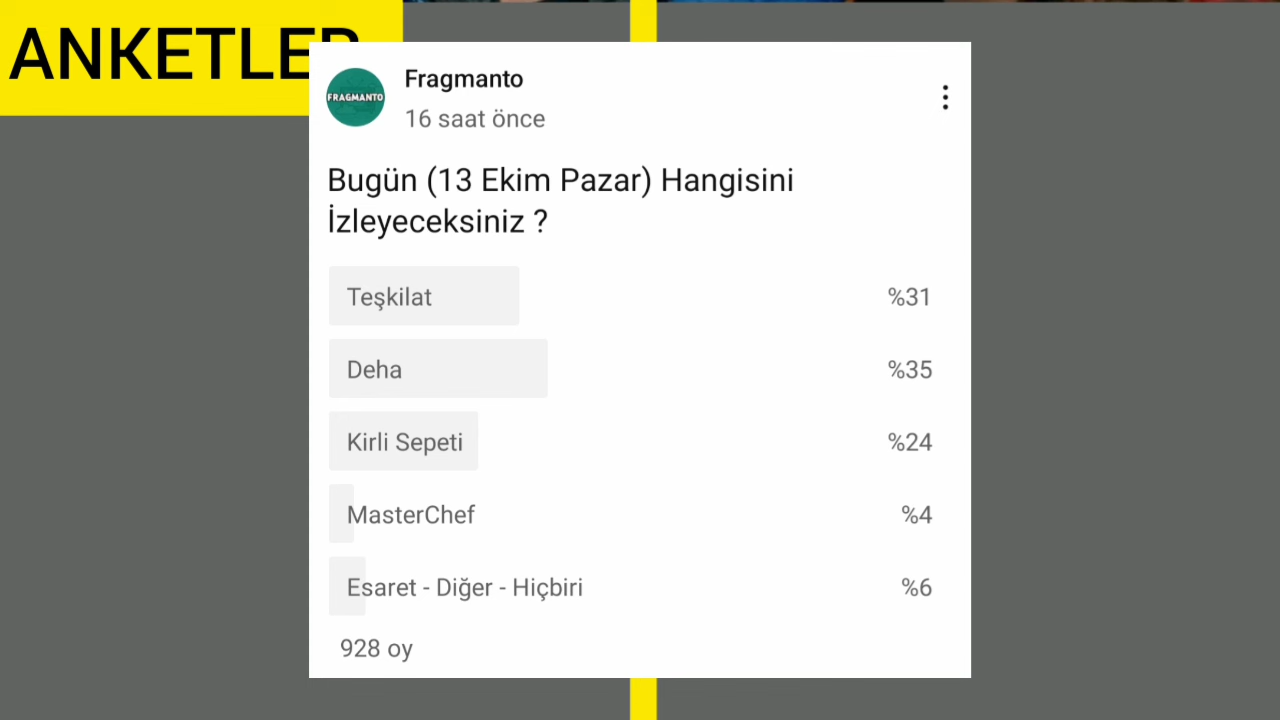 ANKETLER
FRAGMANTO
Fragmanto
16 saat önce
Bugün (13 Ekim Pazar) Hangisini
İzleyeceksiniz ?
Teşkilat %31
Deha %35
Kirli Sepeti %24
MasterChef %4
Esaret - Diğer - Hiçbiri %6
928 oy